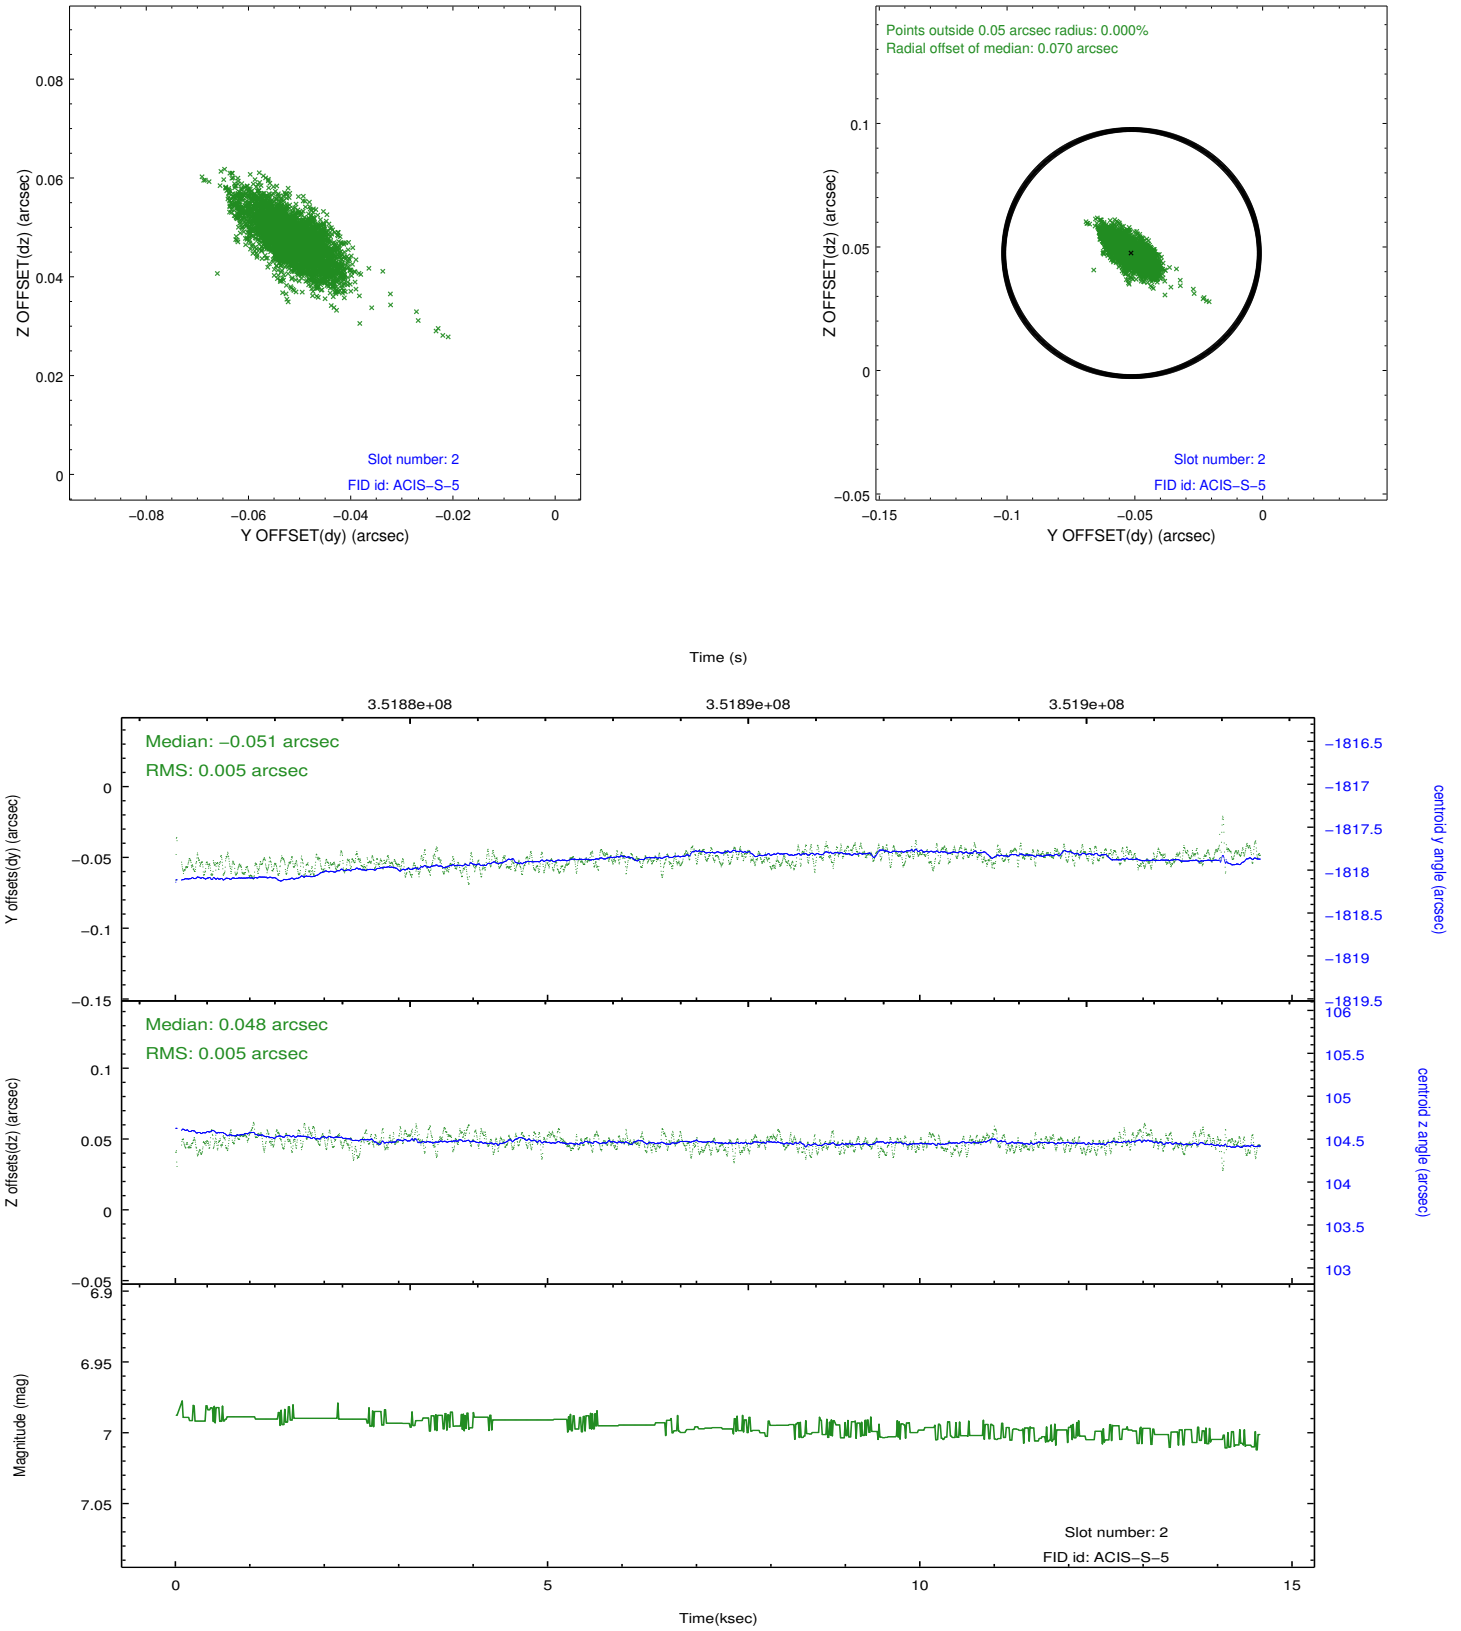 0.08
0.06
0.04
0.02
0
Z OFFSET(dz) (arcsec)
Slot number: 2
FID id: ACIS−S−5
−0.08
−0.06
−0.04
−0.02
0
Y OFFSET(dy) (arcsec)
Points outside 0.05 arcsec radius: 0.000%
Radial offset of median: 0.070 arcsec
0.1
0.05
0
−0.05
Z OFFSET(dz) (arcsec)
Slot number: 2
FID id: ACIS−S−5
−0.15
−0.1
−0.05
0
Y OFFSET(dy) (arcsec)
Time (s)
3.5188e+08
3.5189e+08
3.519e+08
Median: −0.051 arcsec
RMS: 0.005 arcsec
0
−0.05
−0.1
−0.15
Y offsets(dy) (arcsec)
−1816.5
−1817
−1817.5
−1818
−1818.5
−1819
−1819.5
centroid y angle (arcsec)
Median: 0.048 arcsec
RMS: 0.005 arcsec
0.1
0.05
0
−0.05
Z offsets(dz) (arcsec)
106
105.5
105
104.5
104
103.5
103
centroid z angle (arcsec)
6.9
6.95
7
7.05
Magnitude (mag)
Slot number: 2
FID id: ACIS−S−5
0
5
10
15
Time(ksec)